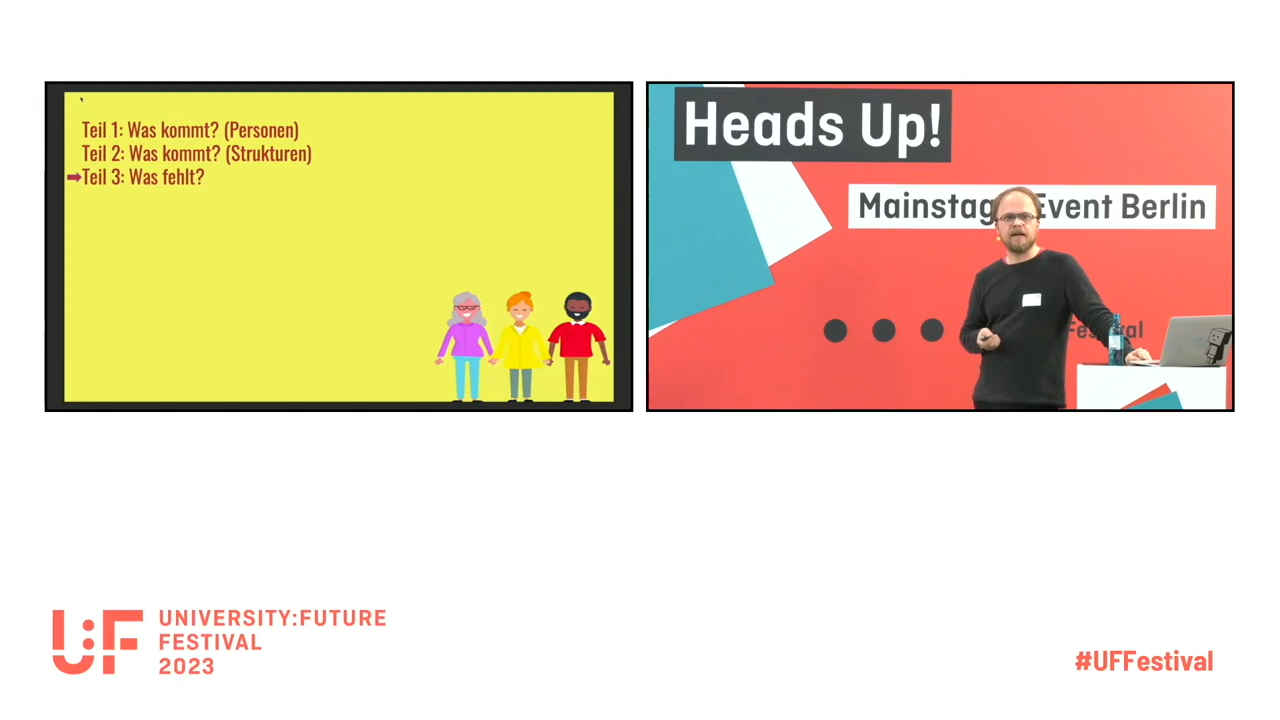 Teil 1: Was kommt? (Personen)
Teil 2: Was kommt? (Strukturen)
➡Teil 3: Was fehlt?
Heads Up!
Event Berlin
U:F
UNIVERSITY:FUTURE
FESTIVAL
2023
#UFFestival